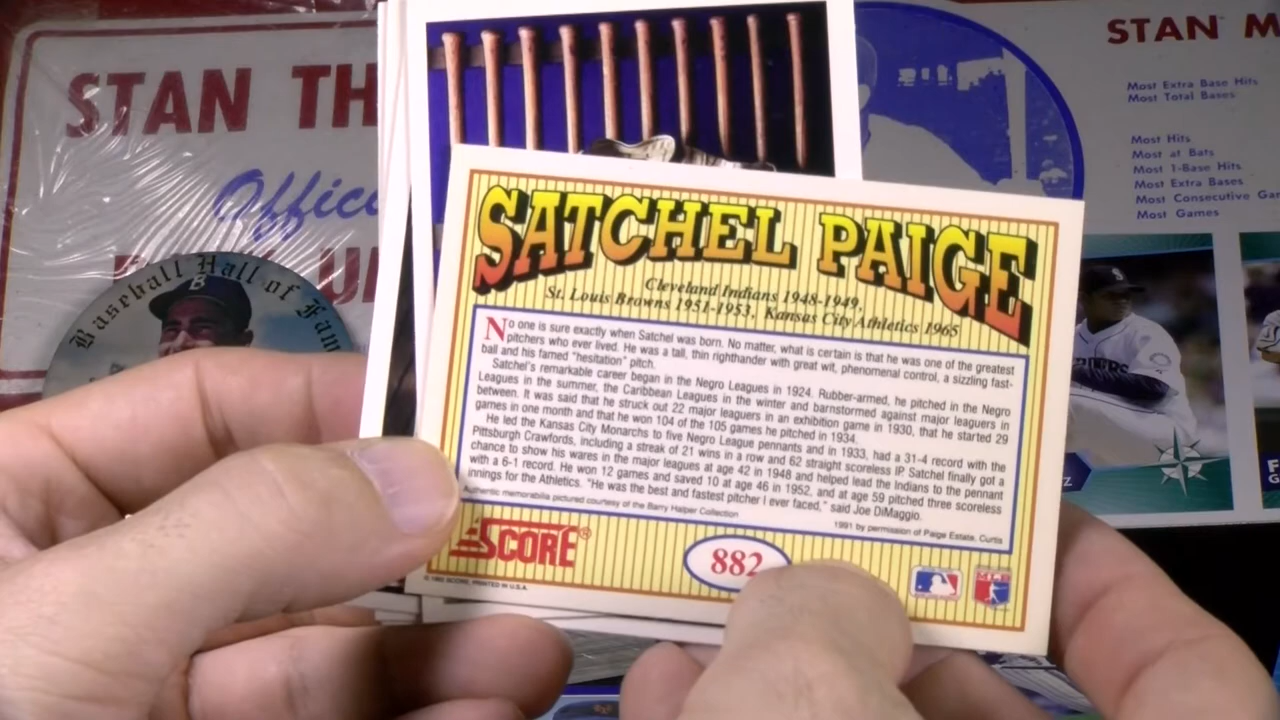 STAN TH
Offici
Baseball Hall of Fam
B
STAN M
Most Extra Base Hits
Most Total Bases
Most Hits
Most at Bats
Most 1-Base Hits
Most Extra Bases
Most Consecutive Gam
Most Games
SATCHEL PAIGE
Cleveland Indians 1948-1949,
St. Louis Browns 1951-1953, Kansas City Athletics 1965
No one is sure exactly when Satchel was born. No matter, what is certain is that he was one of the greatest
pitchers who ever lived. He was a tall, thin righthander with great wit, phenomenal control, a sizzling fast-
ball and his famed "hesitation" pitch.
Satchel's remarkable career began in the Negro Leagues in 1924. Rubber-armed, he pitched in the Negro
Leagues in the summer, the Caribbean Leagues in the winter and barnstormed against major leaguers in
between. It was said that he struck out 22 major leaguers in an exhibition game in 1930, that he started 29
games in one month and that he won 104 of the 105 games he pitched in 1934.
He led the Kansas City Monarchs to five Negro League pennants and in 1933, had a 31-4 record with the
Pittsburgh Crawfords, including a streak of 21 wins in a row and 62 straight scoreless IP. Satchel finally got a
chance to show his wares in the major leagues at age 42 in 1948 and helped lead the Indians to the pennant
with a 6-1 record. He won 12 games and saved 10 at age 46 in 1952, and at age 59 pitched three scoreless
innings for the Athletics. "He was the best and fastest pitcher I ever faced," said Joe DiMaggio.
Authentic memorabilia pictured courtesy of the Barry Halper Collection
1991 by permission of Paige Estate, Curtis
SCORE®
882
© 1992 SCORE, PRINTED IN U.S.A.